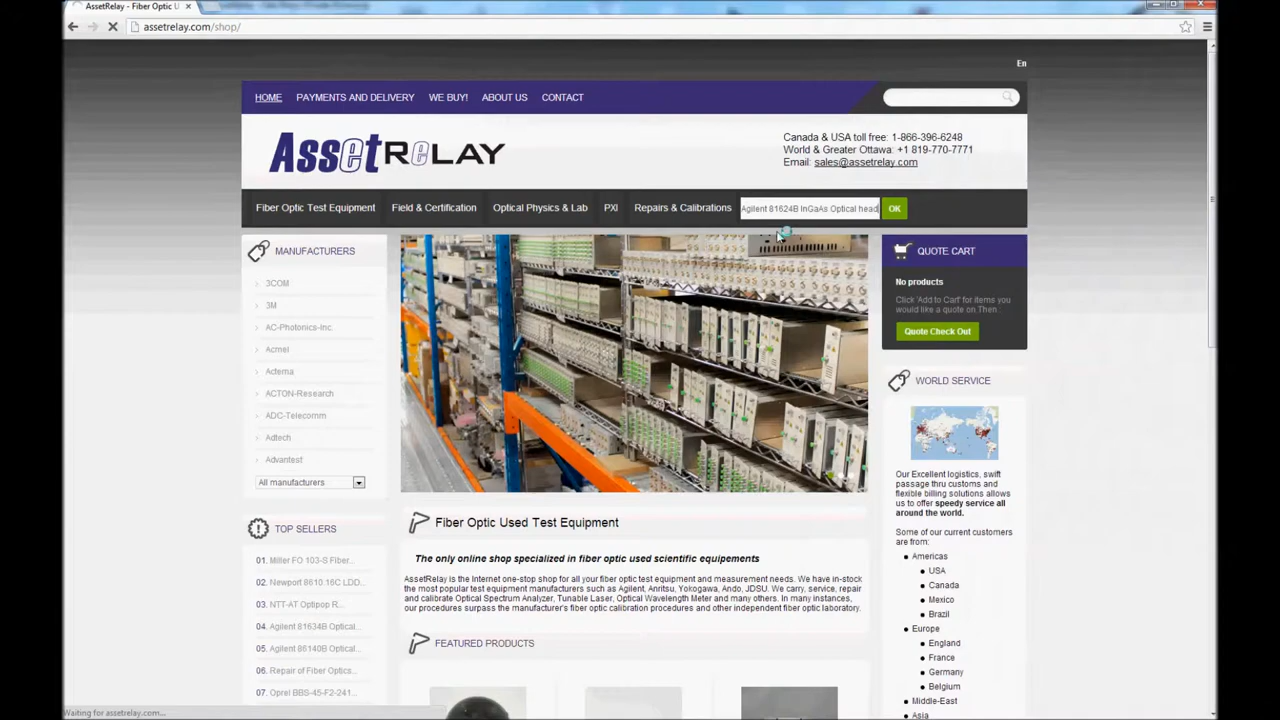 AssetRelay - Fiber Optic U
assetrelay.com/shop/
En
HOME PAYMENTS AND DELIVERY WE BUY! ABOUT US CONTACT
AssetRelay
Canada & USA toll free: 1-866-396-6248
World & Greater Ottawa: +1 819-770-7771
Email: sales@assetrelay.com
Fiber Optic Test Equipment Field & Certification Optical Physics & Lab PXI Repairs & Calibrations Agilent 81624B InGaAs Optical head OK
MANUFACTURERS
3COM
3M
AC-Photonics-Inc.
Acmel
Acterna
ACTON-Research
ADC-Telecomm
Adtech
Advantest
All manufacturers
TOP SELLERS
01. Miller FO 103-S Fiber...
02. Newport 8610.16C LDD...
03. NTT-AT Optipop R...
04. Agilent 81634B Optical...
05. Agilent 86140B Optical...
06. Repair of Fiber Optics...
07. Oprel BBS-45-F2-241...
Fiber Optic Used Test Equipment
The only online shop specialized in fiber optic used scientific equipements
AssetRelay is the Internet one-stop shop for all your fiber optic test equipment and measurement needs. We have in-stock
the most popular test equipment manufacturers such as Agilent, Anritsu, Yokogawa, Ando, JDSU. We carry, service, repair
and calibrate Optical Spectrum Analyzer, Tunable Laser, Optical Wavelength Meter and many others. In many instances,
our procedures surpass the manufacturer's fiber optic calibration procedures and other independent fiber optic laboratory.
FEATURED PRODUCTS
QUOTE CART
No products
Click 'Add to Cart' for items you
would like a quote on Then :
Quote Check Out
WORLD SERVICE
Our Excellent logistics, swift
passage thru customs and
flexible billing solutions allows
us to offer speedy service all
around the world.
Some of our current customers
are from:
Americas
USA
Canada
Mexico
Brazil
Europe
England
France
Germany
Belgium
Middle-East
Asia
Waiting for assetrelay.com...